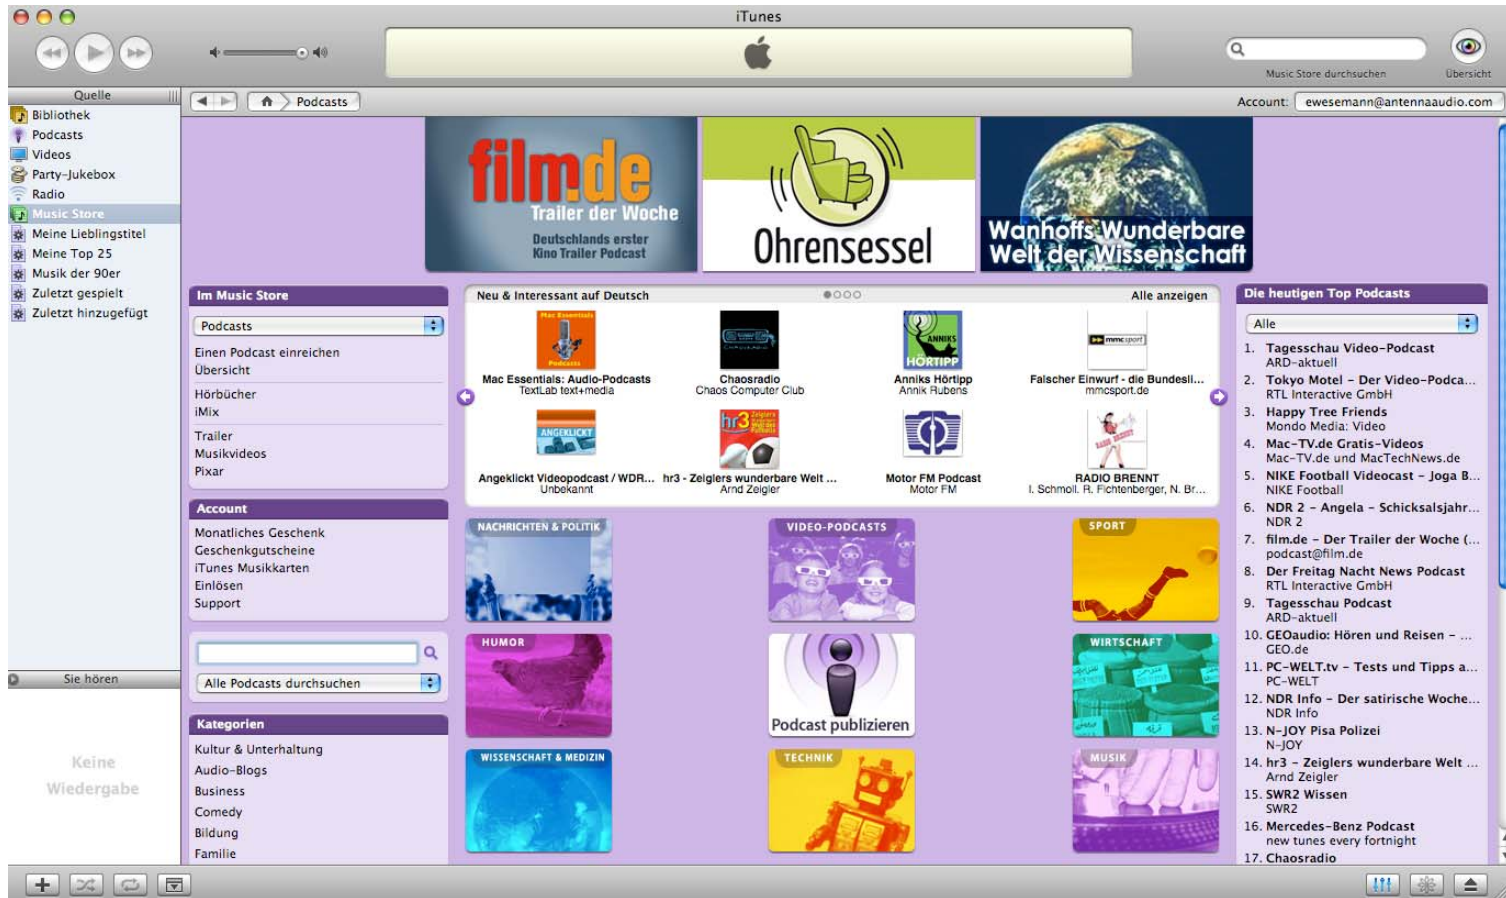 iTunes
Music Store durchsuchen
Übersicht
Quelle
Bibliothek
Podcasts
Videos
Party-Jukebox
Radio
Music Store
Meine Lieblingstitel
Meine Top 25
Musik der 90er
Zuletzt gespielt
Zuletzt hinzugefügt
Sie hören
Keine
Wiedergabe
Podcasts
Account: ewesemann@antennaaudio.com
film.de
Trailer der Woche
Deutschlands erster
Kino Trailer Podcast
Ohrensessel
Wanhoffs Wunderbare
Welt der Wissenschaft
Im Music Store
Podcasts
Einen Podcast einreichen
Übersicht
Hörbücher
iMix
Trailer
Musikvideos
Pixar
Account
Monatliches Geschenk
Geschenkgutscheine
iTunes Musikkarten
Einlösen
Support
Alle Podcasts durchsuchen
Kategorien
Kultur & Unterhaltung
Audio-Blogs
Business
Comedy
Bildung
Familie
Neu & Interessant auf Deutsch
Alle anzeigen
Mac Essentials
Podcasts
Mac Essentials: Audio-Podcasts
TextLab text+media
Chaosradio
Chaos Computer Club
ANNIKS
HÖRTIPP
Anniks Hörtipp
Annik Rubens
mmcsport
Falscher Einwurf - die Bundesli...
mmcsport.de
ANGEKLICKT
Angeklickt Videopodcast / WDR...
Unbekannt
hr3 Zeiglers
hr3 - Zeiglers wunderbare Welt ...
Arnd Zeigler
Motor FM Podcast
Motor FM
RADIO BRENNT
RADIO BRENNT
I. Schmoll. R. Fichtenberger, N. Br...
NACHRICHTEN & POLITIK
VIDEO-PODCASTS
SPORT
HUMOR
Podcast publizieren
WIRTSCHAFT
WISSENSCHAFT & MEDIZIN
TECHNIK
MUSIK
Die heutigen Top Podcasts
Alle
1. Tagesschau Video-Podcast
ARD-aktuell
2. Tokyo Motel - Der Video-Podca...
RTL Interactive GmbH
3. Happy Tree Friends
Mondo Media: Video
4. Mac-TV.de Gratis-Videos
Mac-TV.de und MacTechNews.de
5. NIKE Football Videocast - Joga B...
NIKE Football
6. NDR 2 - Angela - Schicksalsjahr...
NDR 2
7. film.de - Der Trailer der Woche (...
podcast@film.de
8. Der Freitag Nacht News Podcast
RTL Interactive GmbH
9. Tagesschau Podcast
ARD-aktuell
10. GEOaudio: Hören und Reisen - ...
GEO.de
11. PC-WELT.tv - Tests und Tipps a...
PC-WELT
12. NDR Info - Der satirische Woche...
NDR Info
13. N-JOY Pisa Polizei
N-JOY
14. hr3 - Zeiglers wunderbare Welt ...
Arnd Zeigler
15. SWR2 Wissen
SWR2
16. Mercedes-Benz Podcast
new tunes every fortnight
17. Chaosradio